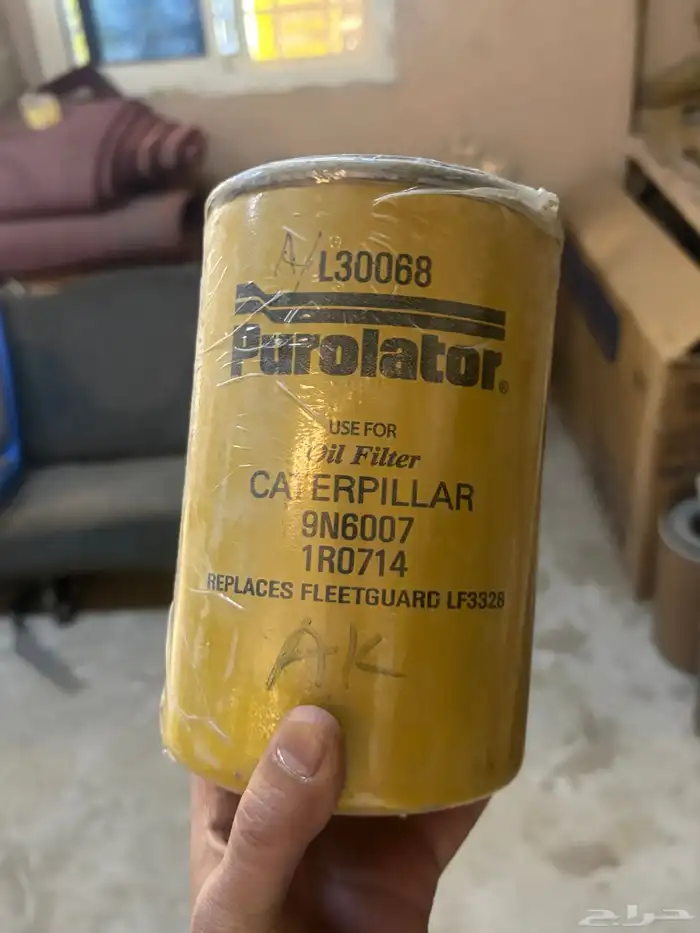 A/
L30068
Purolator®
USE FOR
Oil Filter
CATERPILLAR
9N6007
1R0714
REPLACES FLEETGUARD LF3328
AK
حراج